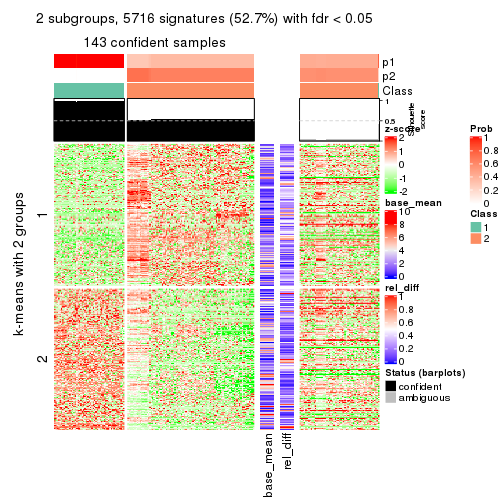 2 subgroups, 5716 signatures (52.7%) with fdr < 0.05
143 confident samples
p1
p2
Class
1
0.5
Silhouette
score
k-means with 2 groups
1
2
base_mean
rel_diff
z-score
2
1
0
-1
-2
base_mean
10
8
6
4
2
0
rel_diff
1
0.8
0.6
0.4
0.2
0
Status (barplots)
confident
ambiguous
Prob
1
0.8
0.6
0.4
0.2
0
Class
1
2